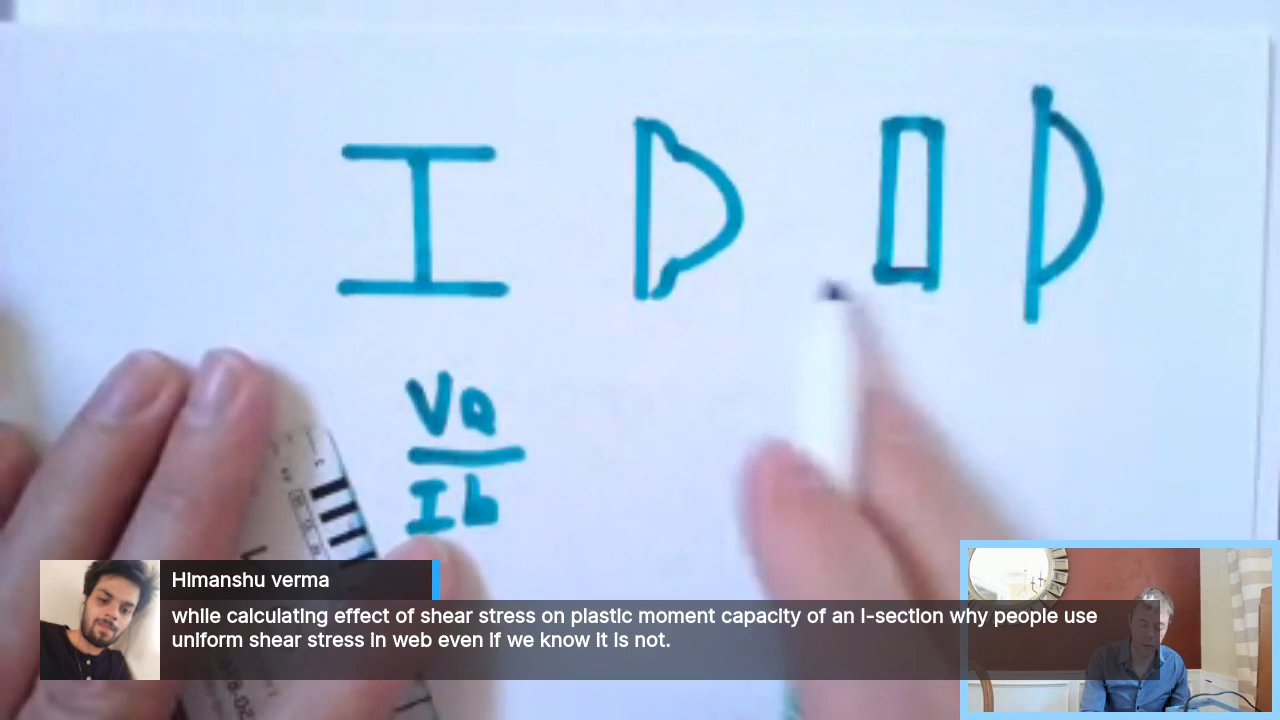 VQ
Ib
Himanshu verma
while calculating effect of shear stress on plastic moment capacity of an I-section why people use
uniform shear stress in web even if we know it is not.